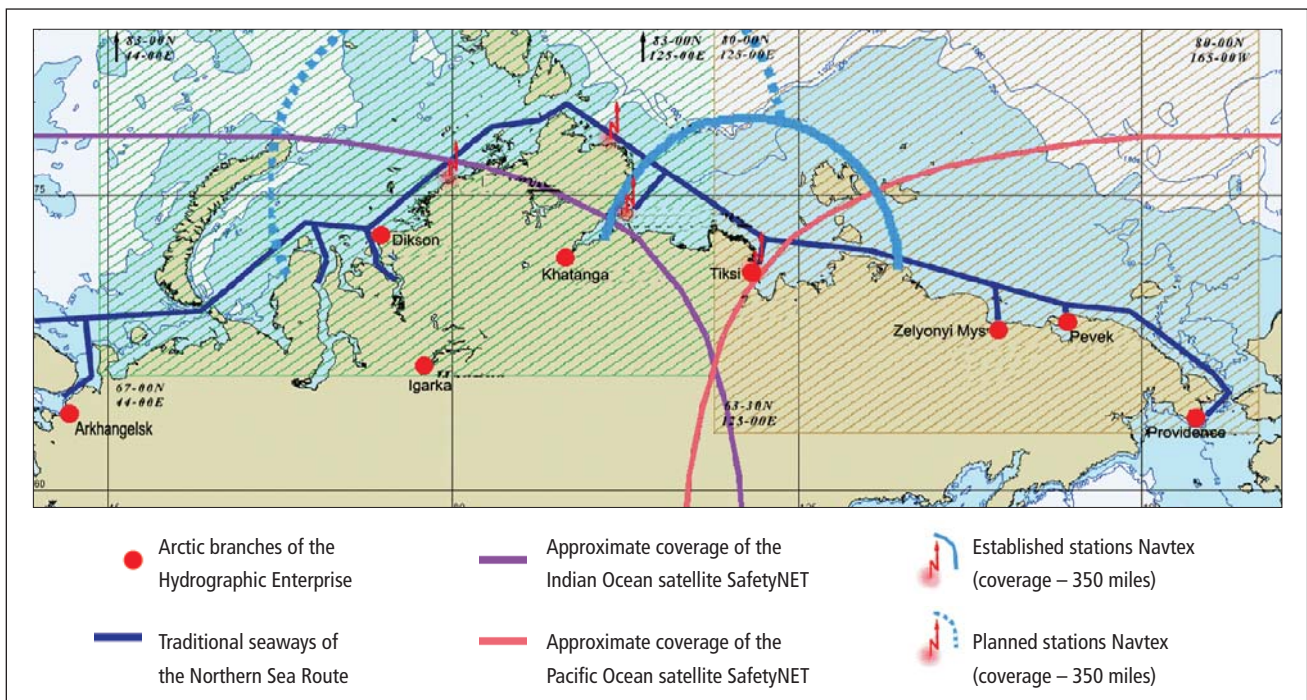 83-00N
44-00E
83-00N
125-00E
80-00N
125-00E
80-00N
165-00W
75
Dikson
Khatanga
Tiksi
Zelyonyi Mys
Pevek
Igarka
67-00N
44-00E
Arkhangelsk
63-30N
125-00E
Providence
60
Arctic branches of the
Hydrographic Enterprise
Traditional seaways of
the Northern Sea Route
Approximate coverage of the
Indian Ocean satellite SafetyNET
Approximate coverage of the
Pacific Ocean satellite SafetyNET
Established stations Navtex
(coverage – 350 miles)
Planned stations Navtex
(coverage – 350 miles)